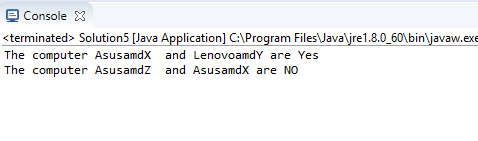 Console
<terminated> Solution5 [Java Application] C:\Program Files\Java\jre1.8.0_60\bin\javaw.exe
The computer AsusamdX  and LenovoamdY are Yes
The computer AsusamdZ  and AsusamdX are NO